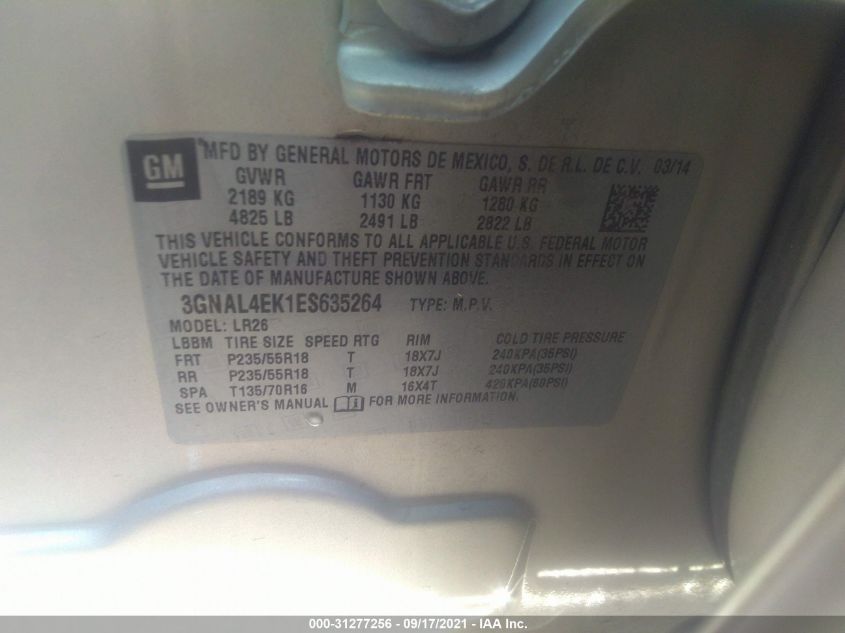 GM
MFD BY GENERAL MOTORS DE MEXICO, S. DE R.L. DE C.V. 03/14
GVWR GAWR FRT GAWR RR
2189 KG 1130 KG 1280 KG
4825 LB 2491 LB 2822 LB
THIS VEHICLE CONFORMS TO ALL APPLICABLE U.S. FEDERAL MOTOR
VEHICLE SAFETY AND THEFT PREVENTION STANDARDS IN EFFECT ON
THE DATE OF MANUFACTURE SHOWN ABOVE.
3GNAL4EK1ES635264 TYPE: M.P.V.
MODEL: LR26
LBBM TIRE SIZE SPEED RTG RIM COLD TIRE PRESSURE
FRT P235/55R18 T 18X7J 240KPA(35PSI)
RR P235/55R18 T 18X7J 240KPA(35PSI)
SPA T135/70R16 M 16X4T 420KPA(60PSI)
SEE OWNER'S MANUAL FOR MORE INFORMATION.
000-31277256 - 09/17/2021 - IAA Inc.